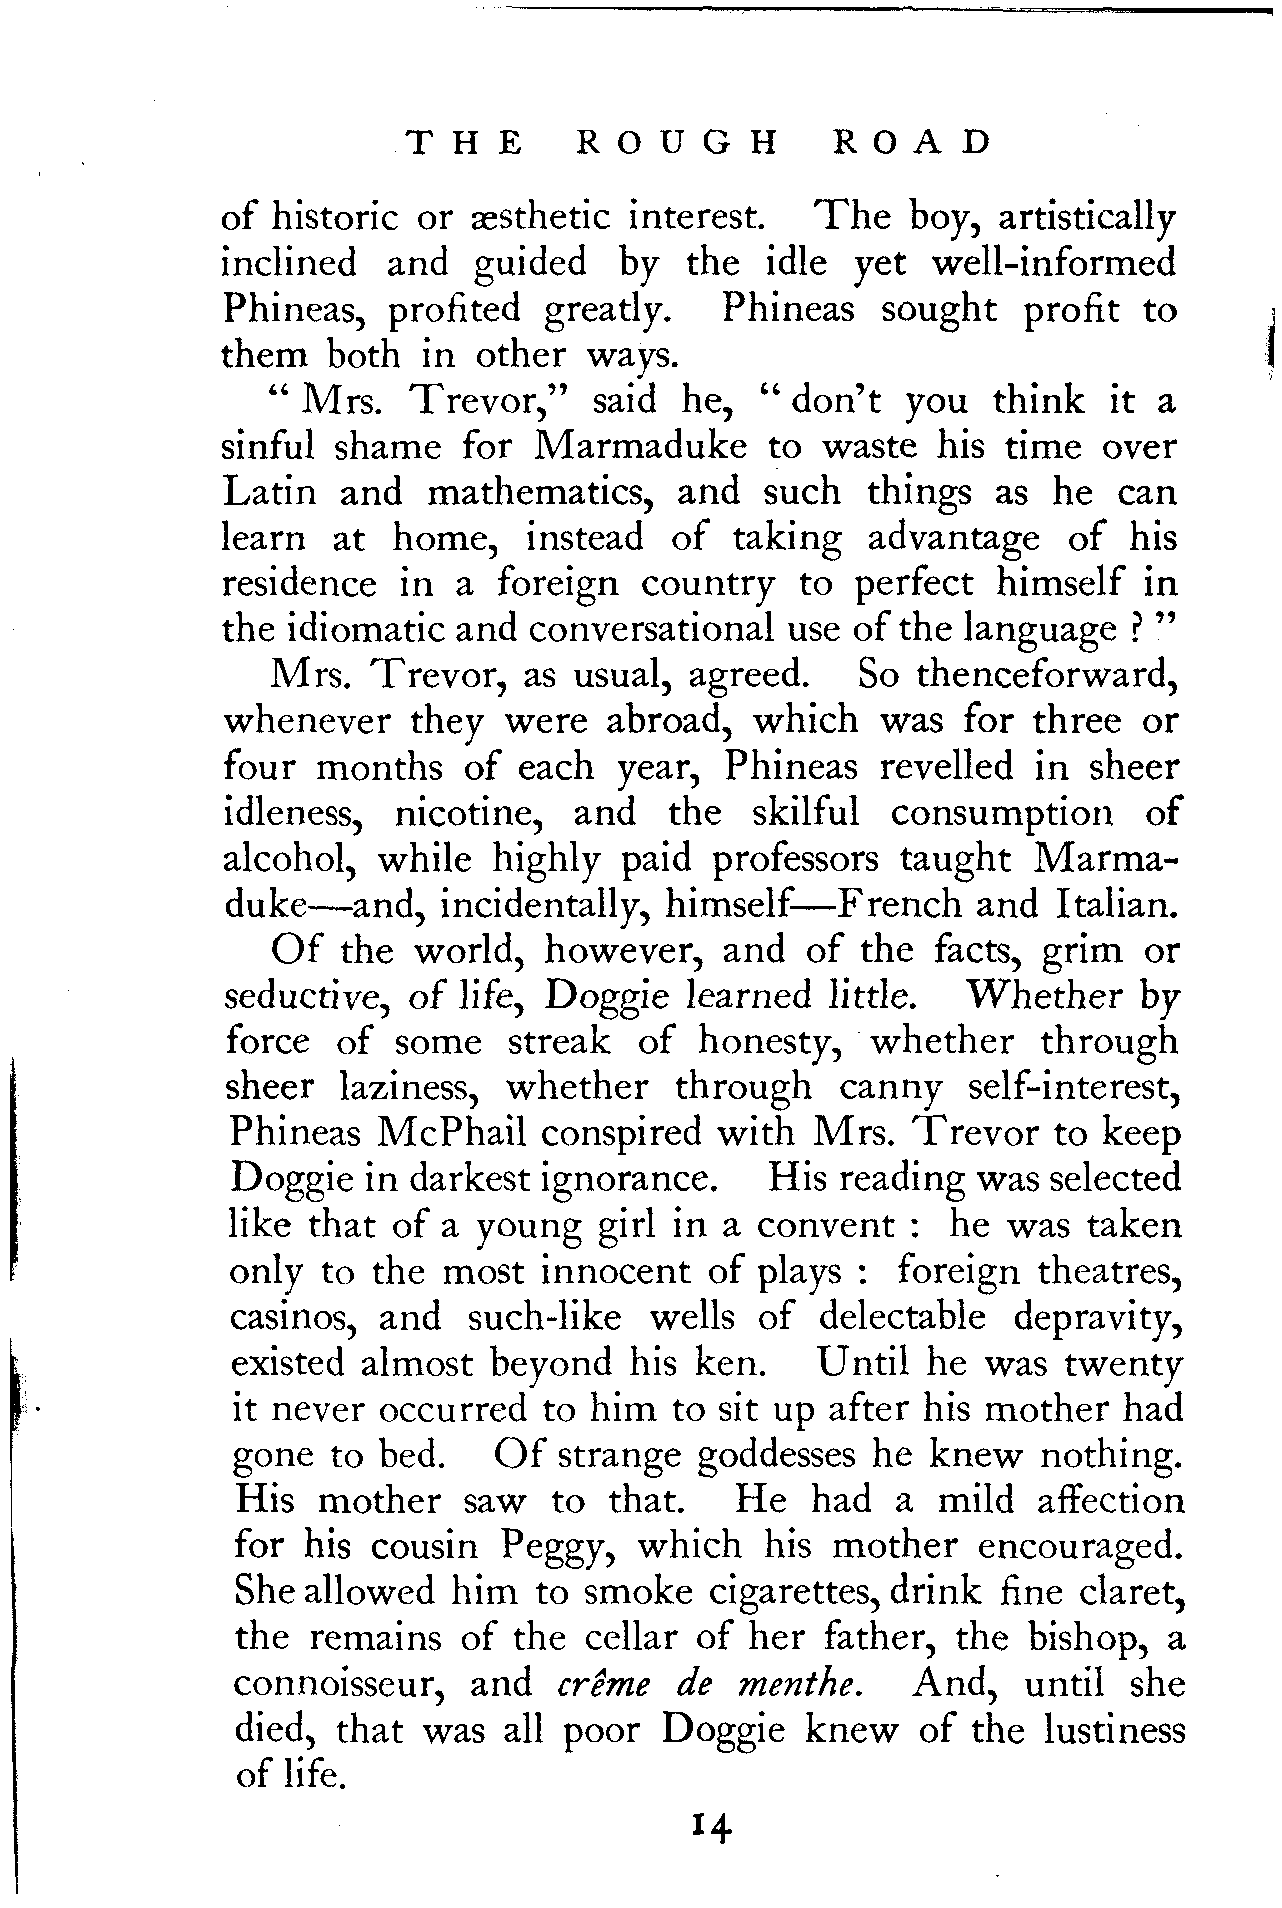 THE ROUGH ROAD
of historic or æsthetic interest. The boy, artistically
inclined and guided by the idle yet well-informed
Phineas, profited greatly. Phineas sought profit to
them both in other ways.
“ Mrs. Trevor,” said he, “ don’t you think it a
sinful shame for Marmaduke to waste his time over
Latin and mathematics, and such things as he can
learn at home, instead of taking advantage of his
residence in a foreign country to perfect himself in
the idiomatic and conversational use of the language ? ”
Mrs. Trevor, as usual, agreed. So thenceforward,
whenever they were abroad, which was for three or
four months of each year, Phineas revelled in sheer
idleness, nicotine, and the skilful consumption of
alcohol, while highly paid professors taught Marma-
duke—and, incidentally, himself—French and Italian.
Of the world, however, and of the facts, grim or
seductive, of life, Doggie learned little. Whether by
force of some streak of honesty, whether through
sheer laziness, whether through canny self-interest,
Phineas McPhail conspired with Mrs. Trevor to keep
Doggie in darkest ignorance. His reading was selected
like that of a young girl in a convent : he was taken
only to the most innocent of plays : foreign theatres,
casinos, and such-like wells of delectable depravity,
existed almost beyond his ken. Until he was twenty
it never occurred to him to sit up after his mother had
gone to bed. Of strange goddesses he knew nothing.
His mother saw to that. He had a mild affection
for his cousin Peggy, which his mother encouraged.
She allowed him to smoke cigarettes, drink fine claret,
the remains of the cellar of her father, the bishop, a
connoisseur, and crême de menthe. And, until she
died, that was all poor Doggie knew of the lustiness
of life.
14